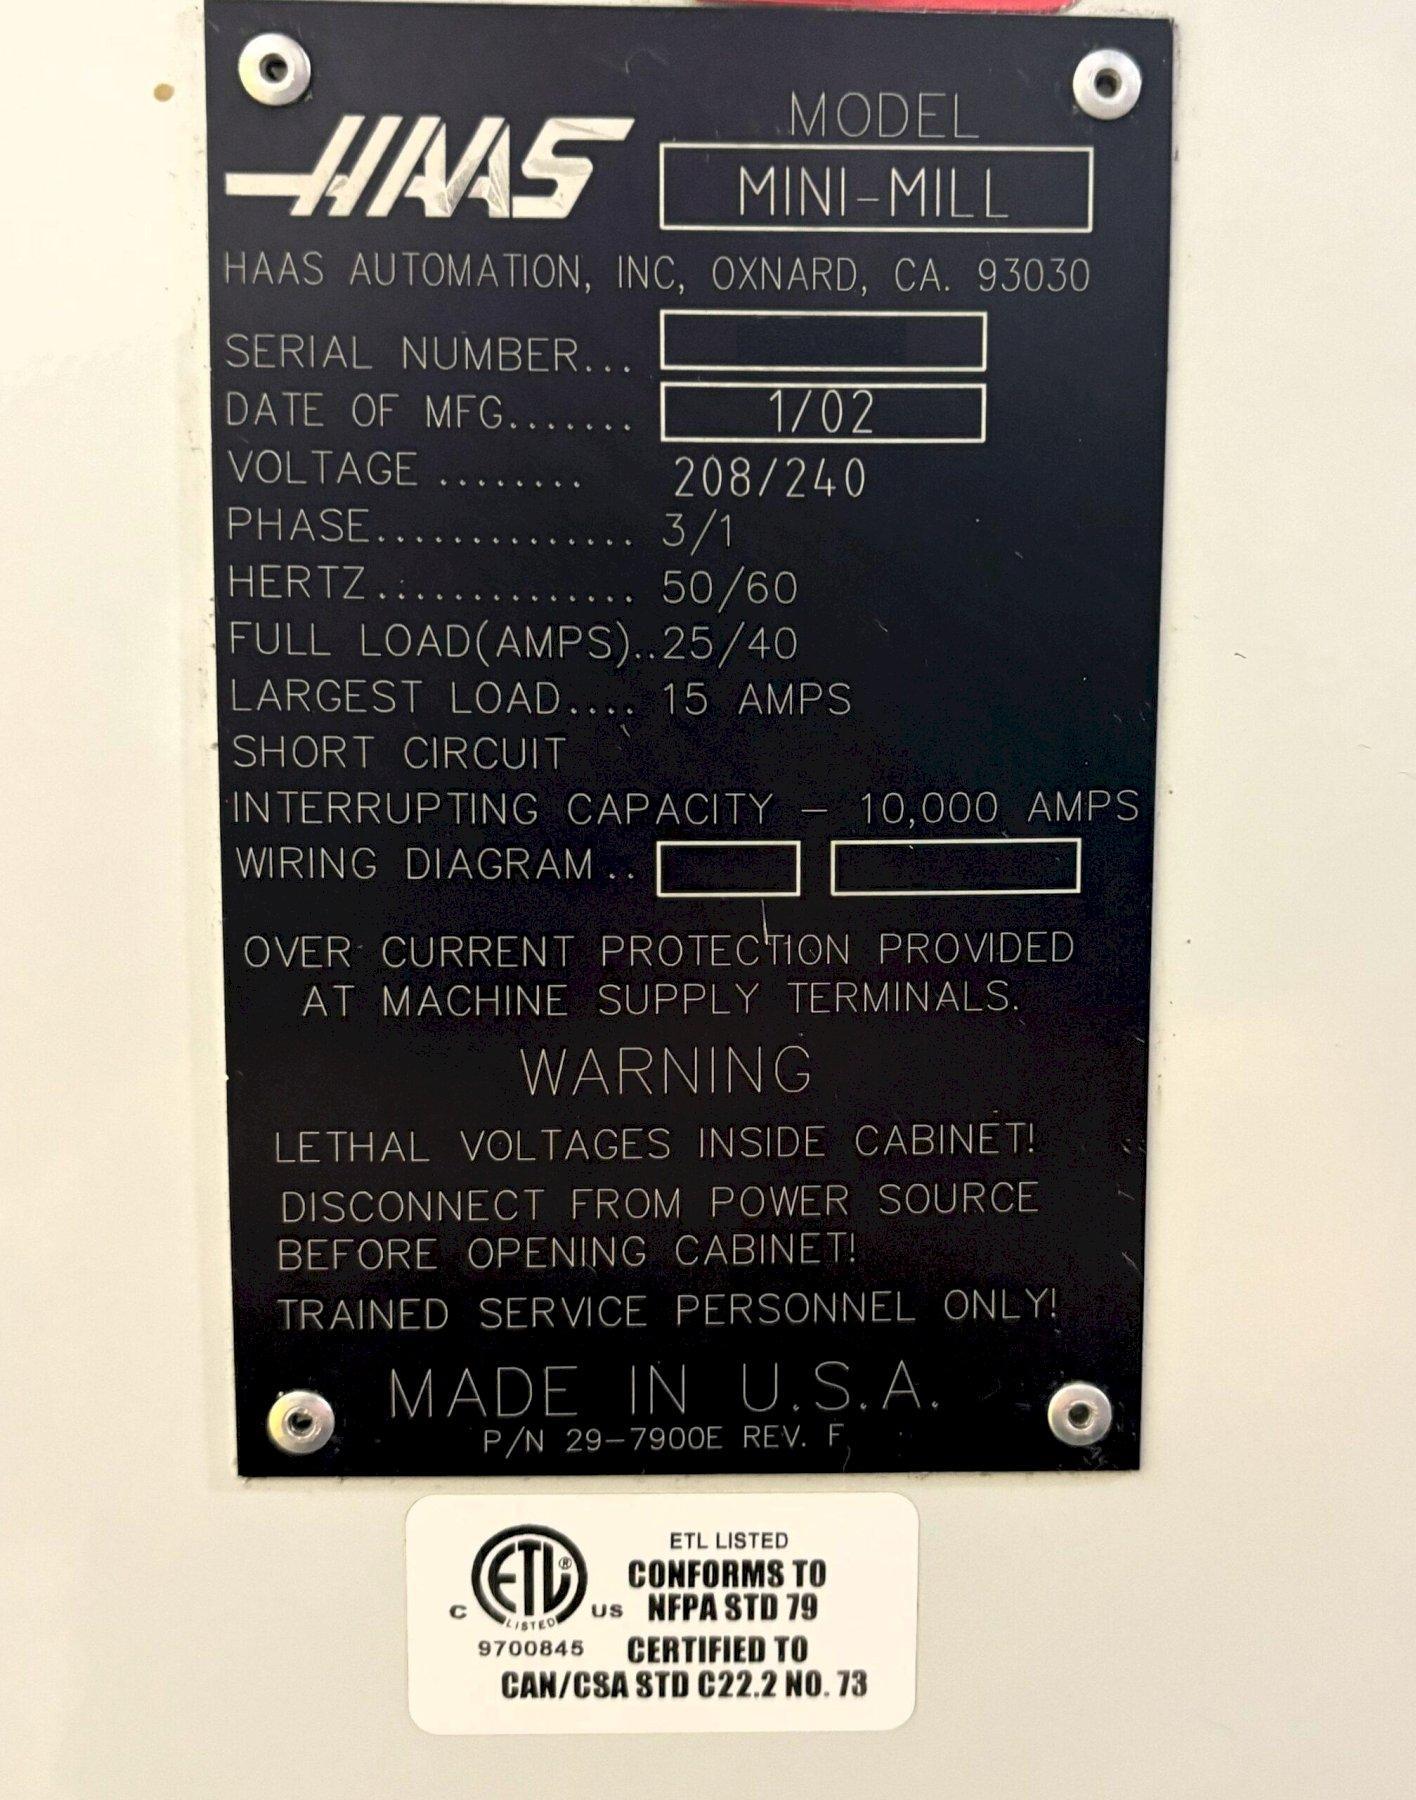 HAAS
MODEL
MINI-MILL
HAAS AUTOMATION, INC, OXNARD, CA. 93030
SERIAL NUMBER...
DATE OF MFG....... 1/02
VOLTAGE ........ 208/240
PHASE.............. 3/1
HERTZ.............. 50/60
FULL LOAD(AMPS)..25/40
LARGEST LOAD.... 15 AMPS
SHORT CIRCUIT
INTERRUPTING CAPACITY - 10,000 AMPS
WIRING DIAGRAM..
OVER CURRENT PROTECTION PROVIDED
AT MACHINE SUPPLY TERMINALS.
WARNING
LETHAL VOLTAGES INSIDE CABINET!
DISCONNECT FROM POWER SOURCE
BEFORE OPENING CABINET!
TRAINED SERVICE PERSONNEL ONLY!
MADE IN U.S.A.
P/N 29-7900E REV. F
ETL LISTED
CONFORMS TO
NFPA STD 79
C ETL® LISTED US
9700845
CERTIFIED TO
CAN/CSA STD C22.2 NO. 73